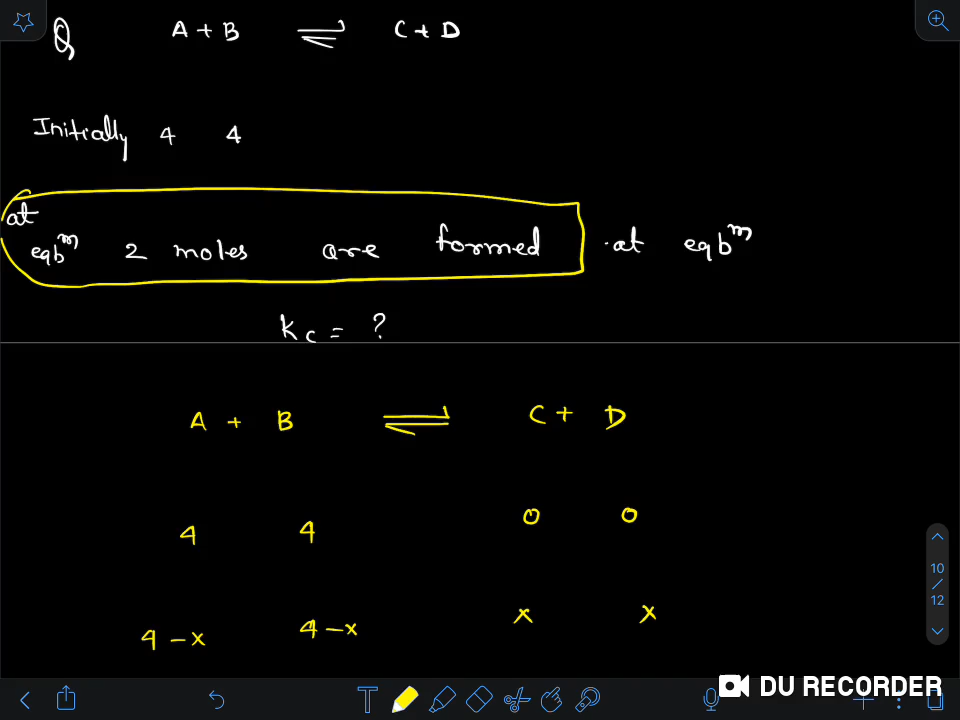 Q A + B ⇌ C + D
Initially 4 4
at
eqbᵐ 2 moles are formed at eqbᵐ
Kc = ?
A + B ⇌ C + D
4 4 0 0
4 - x 4 - x x x
10
/
12
T
DU RECORDER